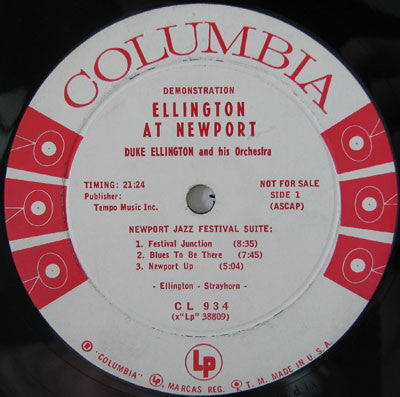 COLUMBIA
DEMONSTRATION
ELLINGTON
AT NEWPORT
DUKE ELLINGTON and his Orchestra
TIMING: 21:24
Publisher:
Tempo Music Inc.
NOT FOR SALE
SIDE 1
(ASCAP)
NEWPORT JAZZ FESTIVAL SUITE:
1. Festival Junction (8:35)
2. Blues To Be There (7:45)
3. Newport Up (5:04)
- Ellington - Strayhorn -
CL 934
(x"Lp" 38809)
® "COLUMBIA" Lp MARCAS REG. Lp T. M. MADE IN U. S. A.